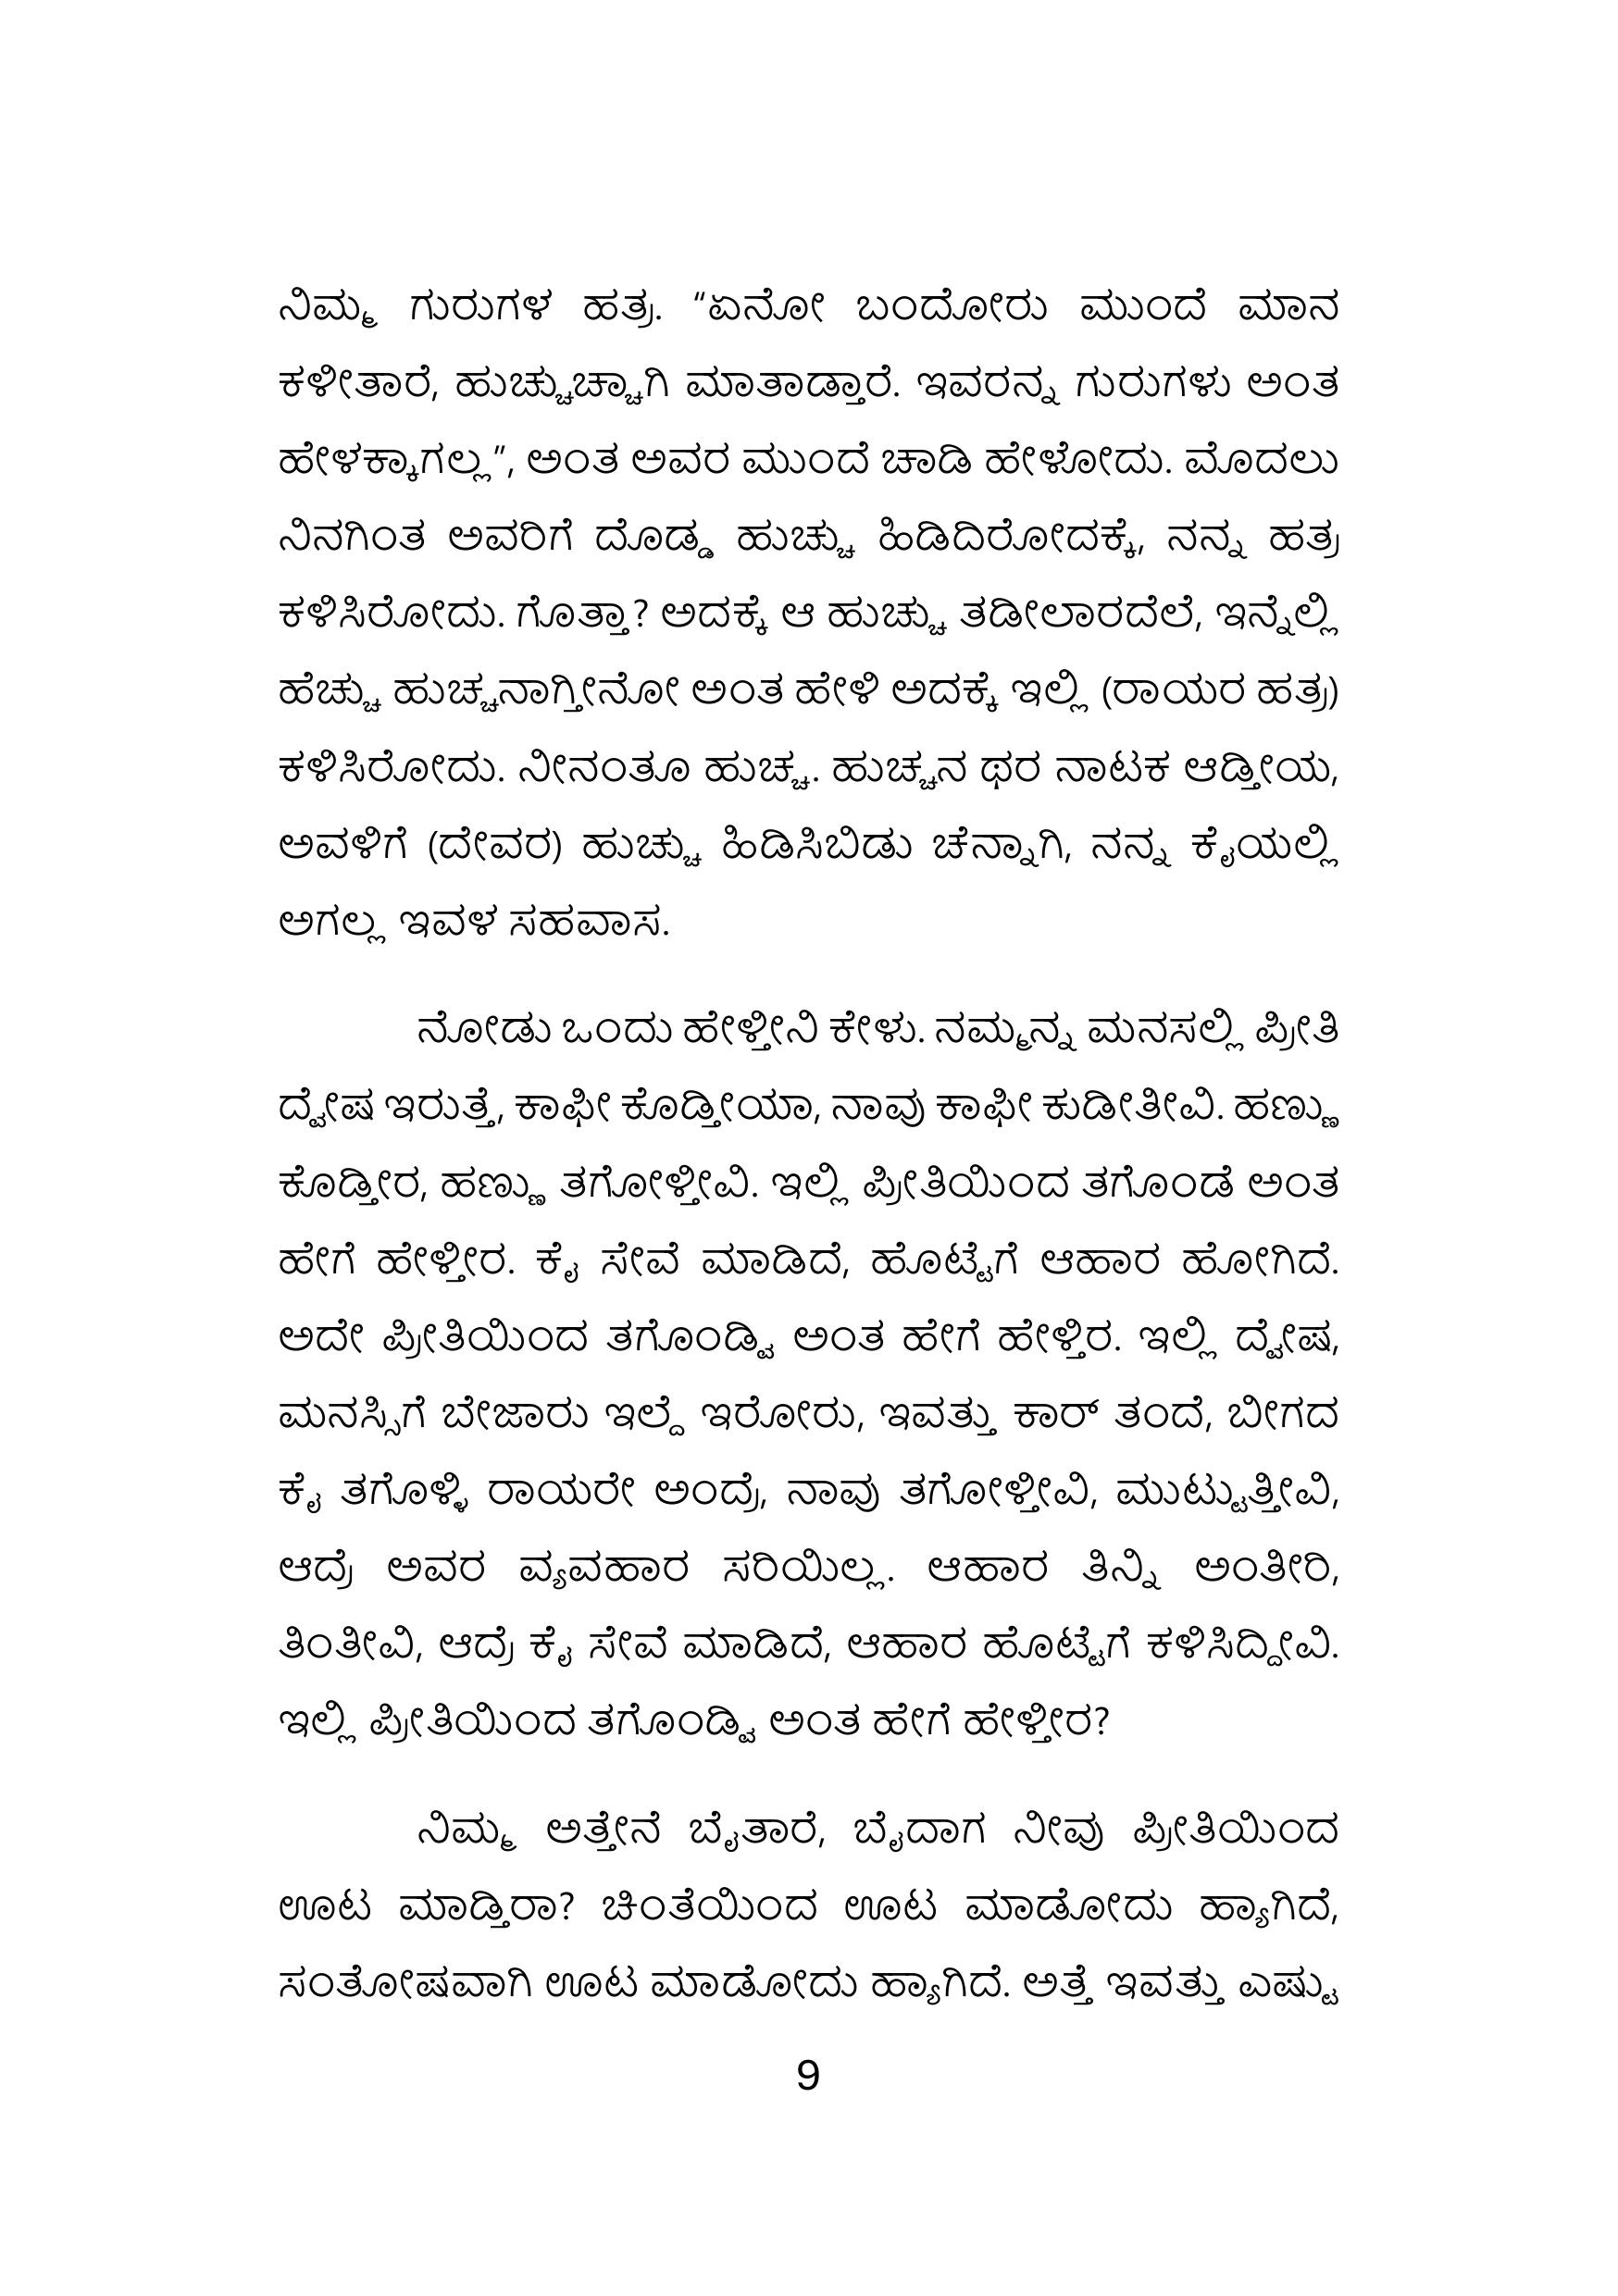 ನಿಮ್ಮ ಗುರುಗಳ ಹತ್ರ. “ಏನೋ ಬಂದೋರು ಮುಂದೆ ಮಾನ
ಕಳೀತಾರೆ, ಹುಚ್ಚುಚ್ಚಾಗಿ ಮಾತಾಡ್ತಾರೆ. ಇವರನ್ನ ಗುರುಗಳು ಅಂತ
ಹೇಳಕ್ಕಾಗಲ್ಲ”, ಅಂತ ಅವರ ಮುಂದೆ ಚಾಡಿ ಹೇಳೋದು. ಮೊದಲು
ನಿನಗಿಂತ ಅವರಿಗೆ ದೊಡ್ಡ ಹುಚ್ಚು ಹಿಡಿದಿರೋದಕ್ಕೆ, ನನ್ನ ಹತ್ರ
ಕಳಿಸಿರೋದು. ಗೊತ್ತಾ? ಅದಕ್ಕೆ ಆ ಹುಚ್ಚು ತಡೀಲಾರದೆಲೆ, ಇನ್ನೆಲ್ಲಿ
ಹೆಚ್ಚು ಹುಚ್ಚನಾಗ್ತೀನೋ ಅಂತ ಹೇಳಿ ಅದಕ್ಕೆ ಇಲ್ಲಿ (ರಾಯರ ಹತ್ರ)
ಕಳಿಸಿರೋದು. ನೀನಂತೂ ಹುಚ್ಚ. ಹುಚ್ಚನ ಥರ ನಾಟಕ ಆಡ್ತೀಯ,
ಅವಳಿಗೆ (ದೇವರ) ಹುಚ್ಚು ಹಿಡಿಸಿಬಿಡು ಚೆನ್ನಾಗಿ, ನನ್ನ ಕೈಯಲ್ಲಿ
ಅಗಲ್ಲ ಇವಳ ಸಹವಾಸ.
ನೋಡು ಒಂದು ಹೇಳ್ತೀನಿ ಕೇಳು. ನಮ್ಮನ್ನ ಮನಸಲ್ಲಿ ಪ್ರೀತಿ
ದ್ವೇಷ ಇರುತ್ತೆ, ಕಾಫೀ ಕೊಡ್ತೀಯಾ, ನಾವು ಕಾಫೀ ಕುಡೀತೀವಿ. ಹಣ್ಣು
ಕೊಡ್ತೀರ, ಹಣ್ಣು ತಗೋಳ್ತೀವಿ. ಇಲ್ಲಿ ಪ್ರೀತಿಯಿಂದ ತಗೊಂಡೆ ಅಂತ
ಹೇಗೆ ಹೇಳ್ತೀರ. ಕೈ ಸೇವೆ ಮಾಡಿದೆ, ಹೊಟ್ಟೆಗೆ ಆಹಾರ ಹೋಗಿದೆ.
ಅದೇ ಪ್ರೀತಿಯಿಂದ ತಗೊಂಡ್ವಿ ಅಂತ ಹೇಗೆ ಹೇಳ್ತಿರ. ಇಲ್ಲಿ ದ್ವೇಷ,
ಮನಸ್ಸಿಗೆ ಬೇಜಾರು ಇಲ್ದೆ ಇರೋರು, ಇವತ್ತು ಕಾರ್ ತಂದೆ, ಬೀಗದ
ಕೈ ತಗೊಳ್ಳಿ ರಾಯರೇ ಅಂದ್ರೆ, ನಾವು ತಗೋಳ್ತೀವಿ, ಮುಟ್ಟುತ್ತೀವಿ,
ಆದ್ರೆ ಅವರ ವ್ಯವಹಾರ ಸರಿಯಿಲ್ಲ. ಆಹಾರ ತಿನ್ನಿ ಅಂತೀರಿ,
ತಿಂತೀವಿ, ಆದ್ರೆ ಕೈ ಸೇವೆ ಮಾಡಿದೆ, ಆಹಾರ ಹೊಟ್ಟೆಗೆ ಕಳಿಸಿದ್ದೀವಿ.
ಇಲ್ಲಿ ಪ್ರೀತಿಯಿಂದ ತಗೊಂಡ್ವಿ ಅಂತ ಹೇಗೆ ಹೇಳ್ತೀರ?
ನಿಮ್ಮ ಅತ್ತೇನೆ ಬೈತಾರೆ, ಬೈದಾಗ ನೀವು ಪ್ರೀತಿಯಿಂದ
ಊಟ ಮಾಡ್ತಿರಾ? ಚಿಂತೆಯಿಂದ ಊಟ ಮಾಡೋದು ಹ್ಯಾಗಿದೆ,
ಸಂತೋಷವಾಗಿ ಊಟ ಮಾಡೋದು ಹ್ಯಾಗಿದೆ. ಅತ್ತೆ ಇವತ್ತು ಎಷ್ಟು
9